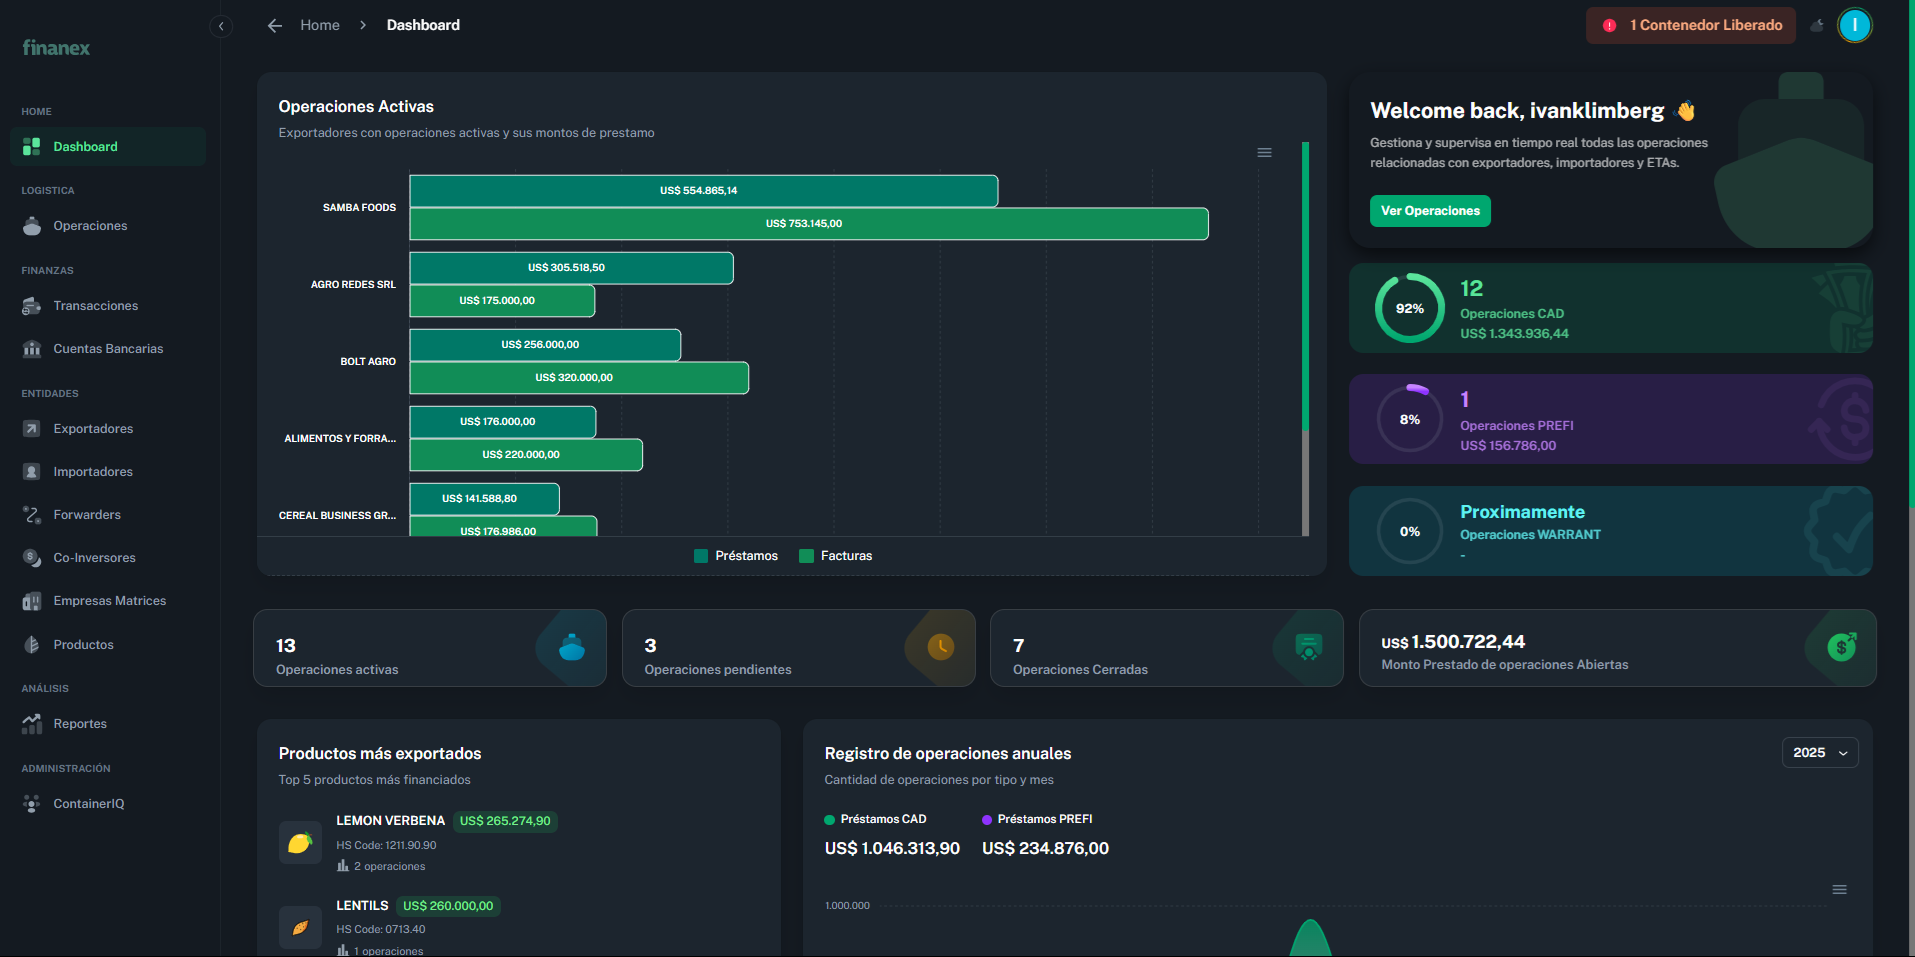 finanex
HOME
Dashboard
LOGISTICA
Operaciones
FINANZAS
Transacciones
Cuentas Bancarias
ENTIDADES
Exportadores
Importadores
Forwarders
Co-Inversores
Empresas Matrices
Productos
ANÁLISIS
Reportes
ADMINISTRACIÓN
ContainerIQ
Home > Dashboard
1 Contenedor Liberado
I
Operaciones Activas
Exportadores con operaciones activas y sus montos de prestamo
SAMBA FOODS
US$ 554.865,14
US$ 753.145,00
AGRO REDES SRL
US$ 305.518,50
US$ 175.000,00
BOLT AGRO
US$ 256.000,00
US$ 320.000,00
ALIMENTOS Y FORRA...
US$ 176.000,00
US$ 220.000,00
CEREAL BUSINESS GR...
US$ 141.588,80
US$ 176.986,00
Préstamos
Facturas
Welcome back, ivanklimberg 👋
Gestiona y supervisa en tiempo real todas las operaciones
relacionadas con exportadores, importadores y ETAs.
Ver Operaciones
92%
12
Operaciones CAD
US$ 1.343.936,44
8%
1
Operaciones PREFI
US$ 156.786,00
0%
Proximamente
Operaciones WARRANT
-
13
Operaciones activas
3
Operaciones pendientes
7
Operaciones Cerradas
US$ 1.500.722,44
Monto Prestado de operaciones Abiertas
Productos más exportados
Top 5 productos más financiados
LEMON VERBENA US$ 265.274,90
HS Code: 1211.90.90
2 operaciones
LENTILS US$ 260.000,00
HS Code: 0713.40
1 operaciones
Registro de operaciones anuales
Cantidad de operaciones por tipo y mes
2025
Préstamos CAD
US$ 1.046.313,90
Préstamos PREFI
US$ 234.876,00
1.000.000